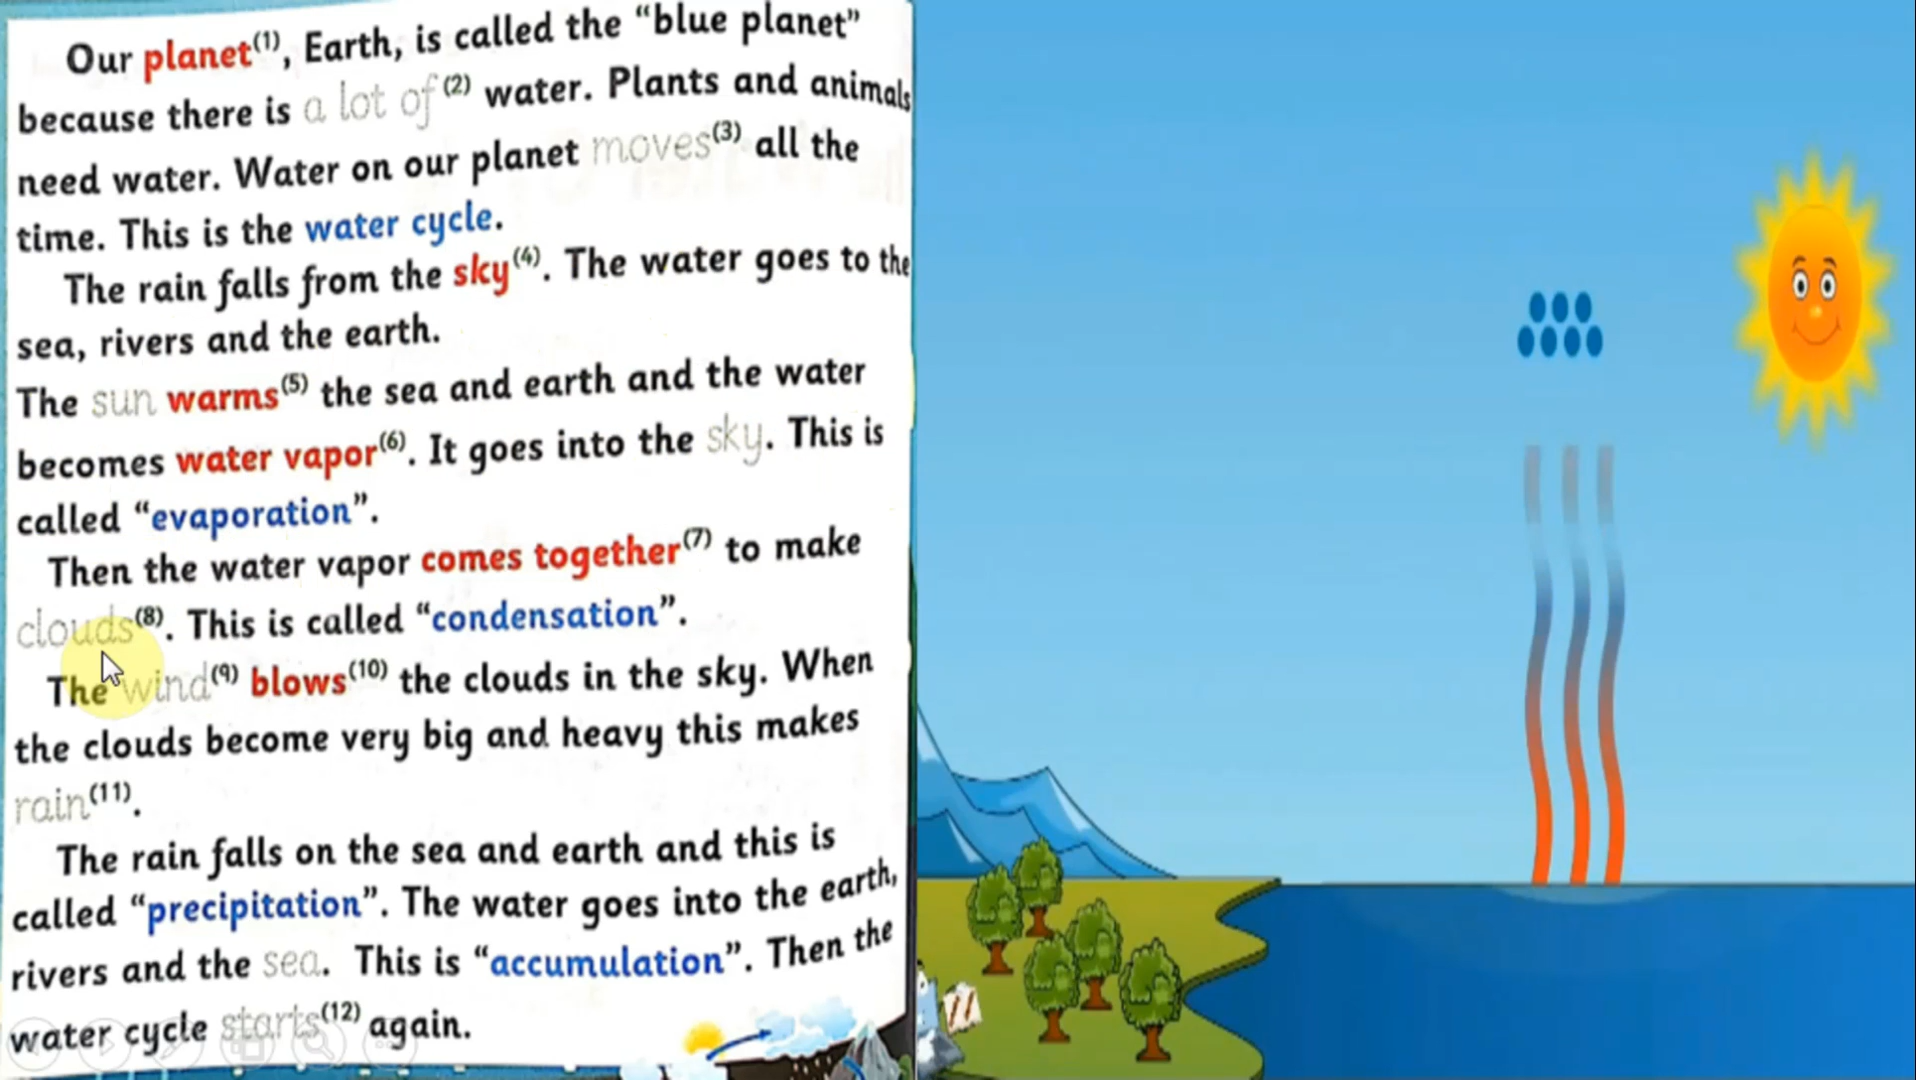 Our planet(1), Earth, is called the “blue planet”
because there is a lot of(2) water. Plants and animals
need water. Water on our planet moves(3) all the
time. This is the water cycle.
The rain falls from the sky(4). The water goes to the
sea, rivers and the earth.
The sun warms(5) the sea and earth and the water
becomes water vapor(6). It goes into the sky. This is
called “evaporation”.
Then the water vapor comes together(7) to make
clouds(8). This is called “condensation”.
The wind(9) blows(10) the clouds in the sky. When
the clouds become very big and heavy this makes
rain(11).
The rain falls on the sea and earth and this is
called “precipitation”. The water goes into the earth,
rivers and the sea. This is “accumulation”. Then the
water cycle starts(12) again.